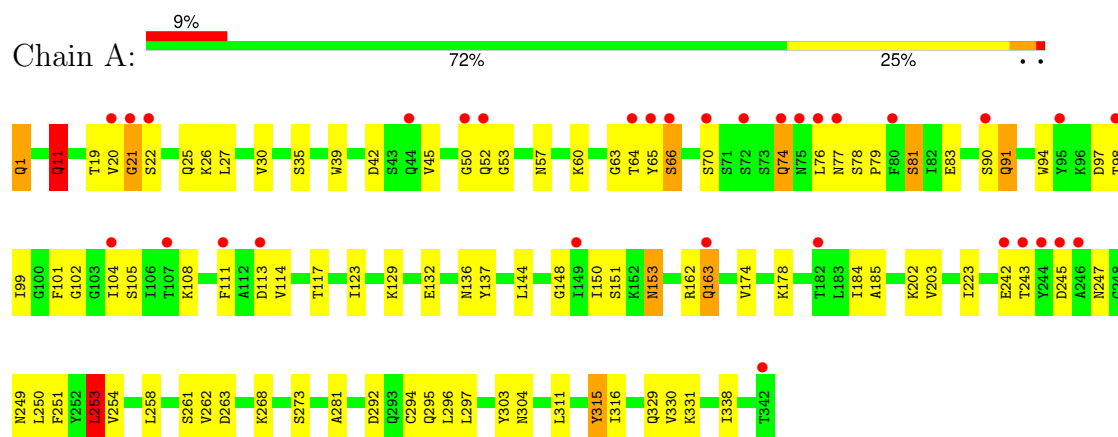 9%
Chain A:
72% 25% • •
Q1 Q11 T19 V20 G21 S22 Q25 K26 L27 V30 S35 W39 D42 S43 Q44 V45 G50 Q52 G53 N57 K60 G63 T64 Y65 S66 S70 S71 S72 S73 Q74 N75 L76 N77 S78 P79 F80 S81 I82 E83 S90 Q91 W94 Y95 K96 D97 T98
I99 G100 F101 G102 G103 I104 S105 I106 T107 K108 F111 A112 D113 V114 T117 I123 K129 E132 N136 Y137 L144 G148 I149 I150 S151 K152 N153 R162 Q163 V174 K178 T182 L183 I184 A185 K202 V203 I223 E242 T243 Y244 D245 A246 N247 G248
N249 L250 F251 Y252 L253 V254 L258 S261 V262 D263 K268 S273 A281 D292 Q293 C294 Q295 L296 L297 Y303 N304 L311 Y315 I316 Q329 V330 K331 I338 T342